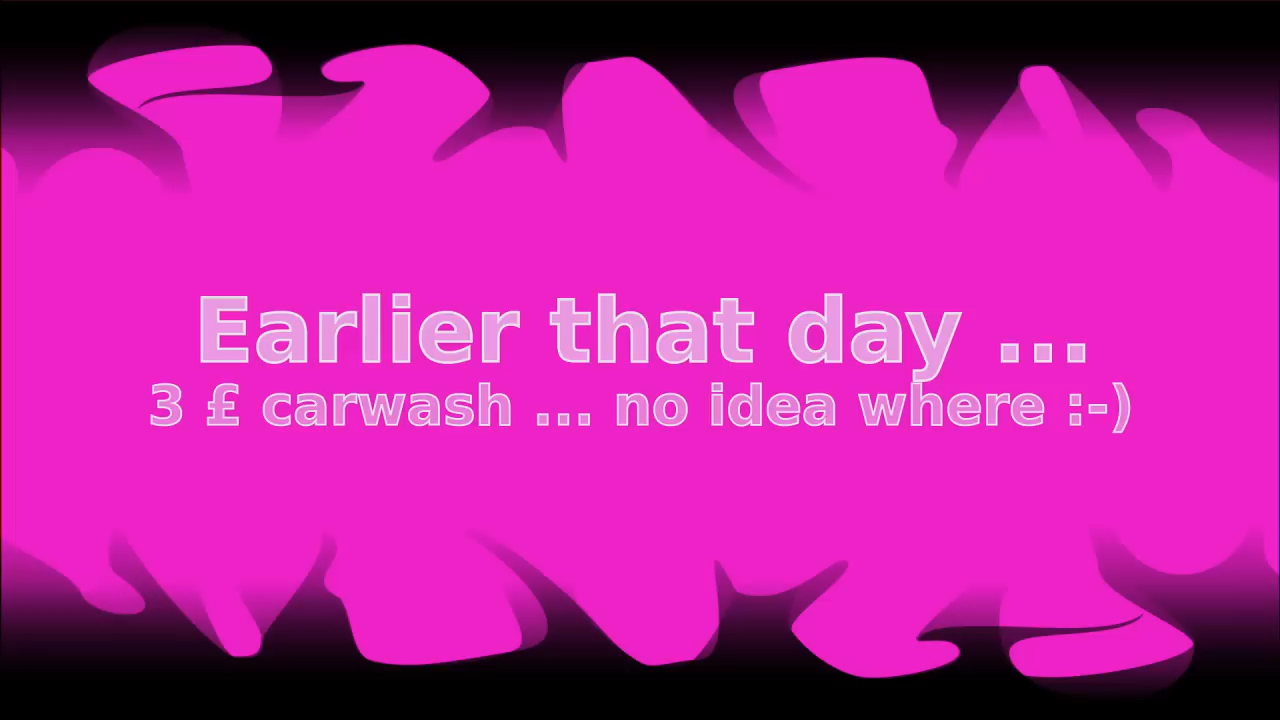 Earlier that day ...
3 £ carwash ... no idea where :-)